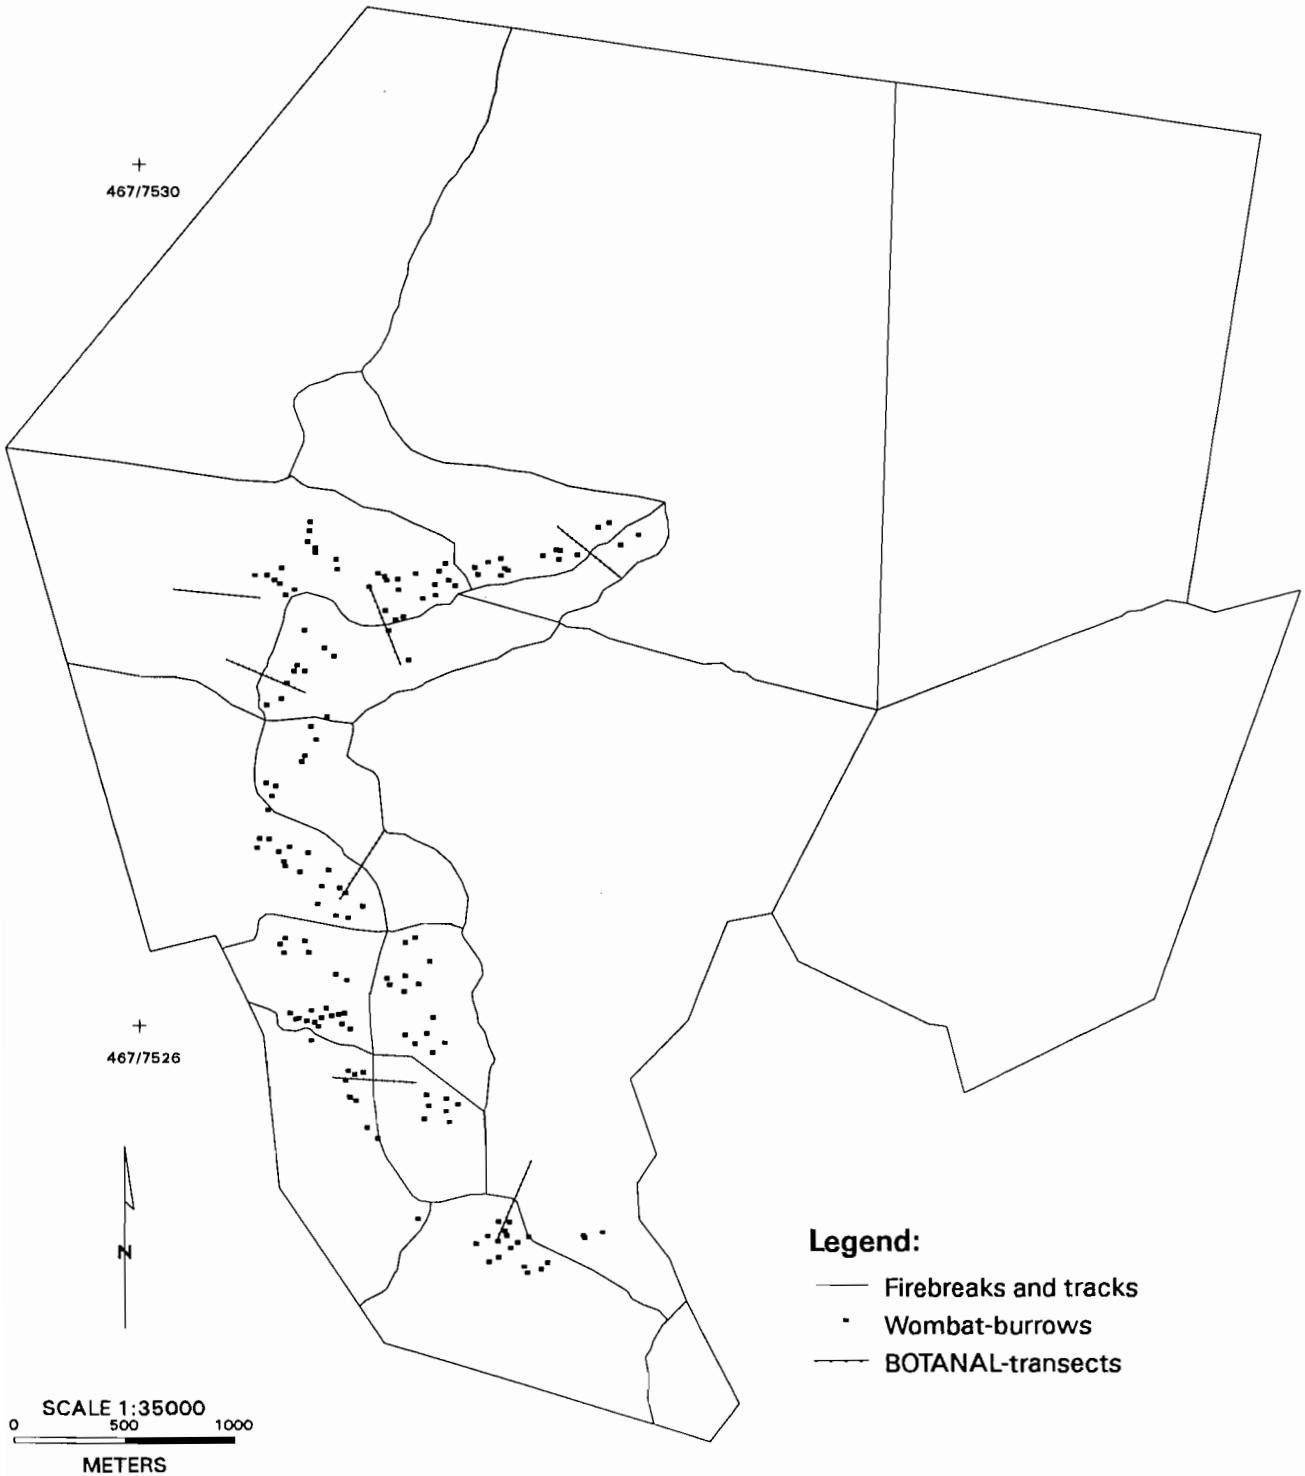 467/7530
467/7526
N
Legend:
Firebreaks and tracks
Wombat-burrows
BOTANAL-transects
SCALE 1:35000
0 500 1000
METERS